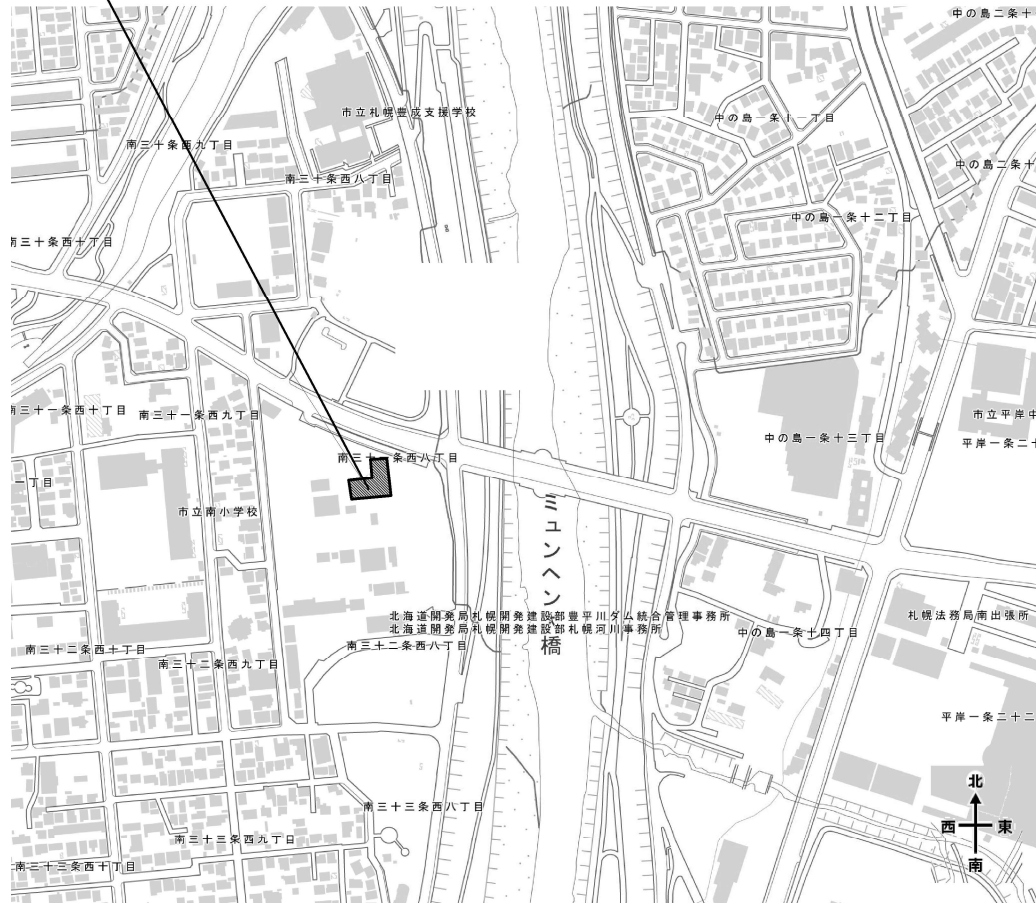 中の島二条十
市立札幌豊成支援学校
中の島一条十一丁目
南三十条西九丁目
中の島二条十
南三十条西八丁目
中の島一条十二丁目
南三十条西十丁目
南三十一条西十丁目
南三十一条西九丁目
市立平岸中
中の島一条十三丁目
平岸一条二十
南三十一条西八丁目
一丁目
市立南小学校
ミュンヘン橋
北海道開発局札幌開発建設部豊平川ダム統合管理事務所
北海道開発局札幌開発建設部札幌河川事務所
札幌法務局南出張所
中の島一条十四丁目
南三十二条西十丁目
南三十二条西八丁目
南三十二条西九丁目
平岸一条二十二
北
西
東
南
南三十三条西八丁目
南三十三条西九丁目
南三十三条西十丁目